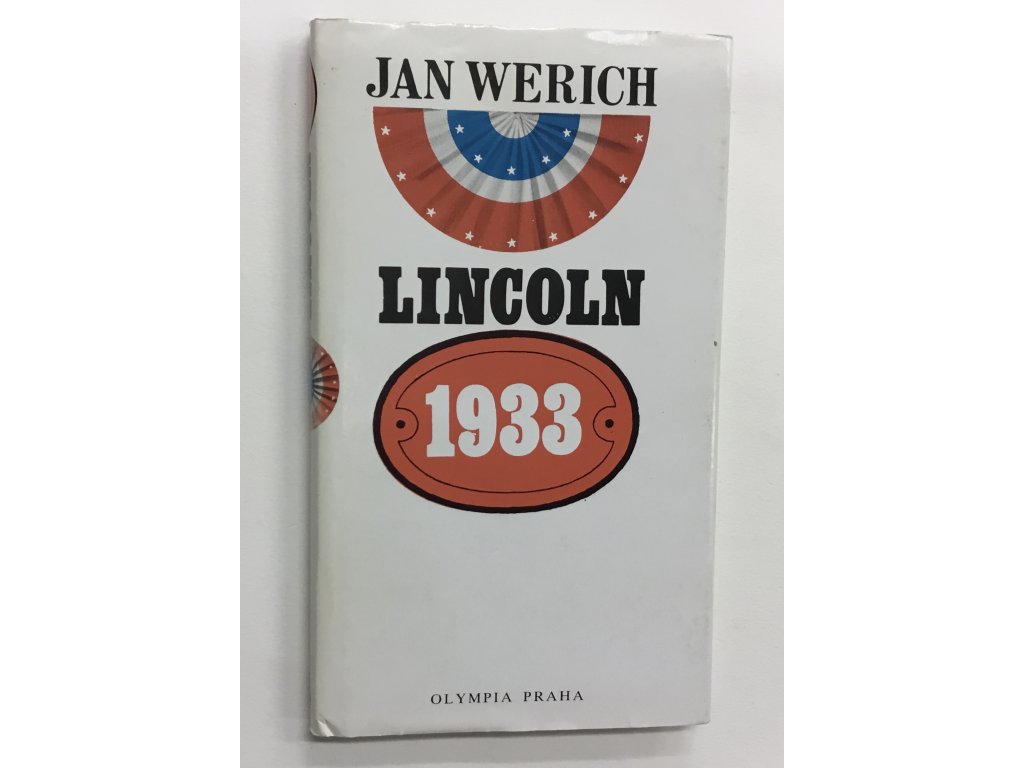 JAN WERICH
LINCOLN
1933
OLYMPIA PRAHA